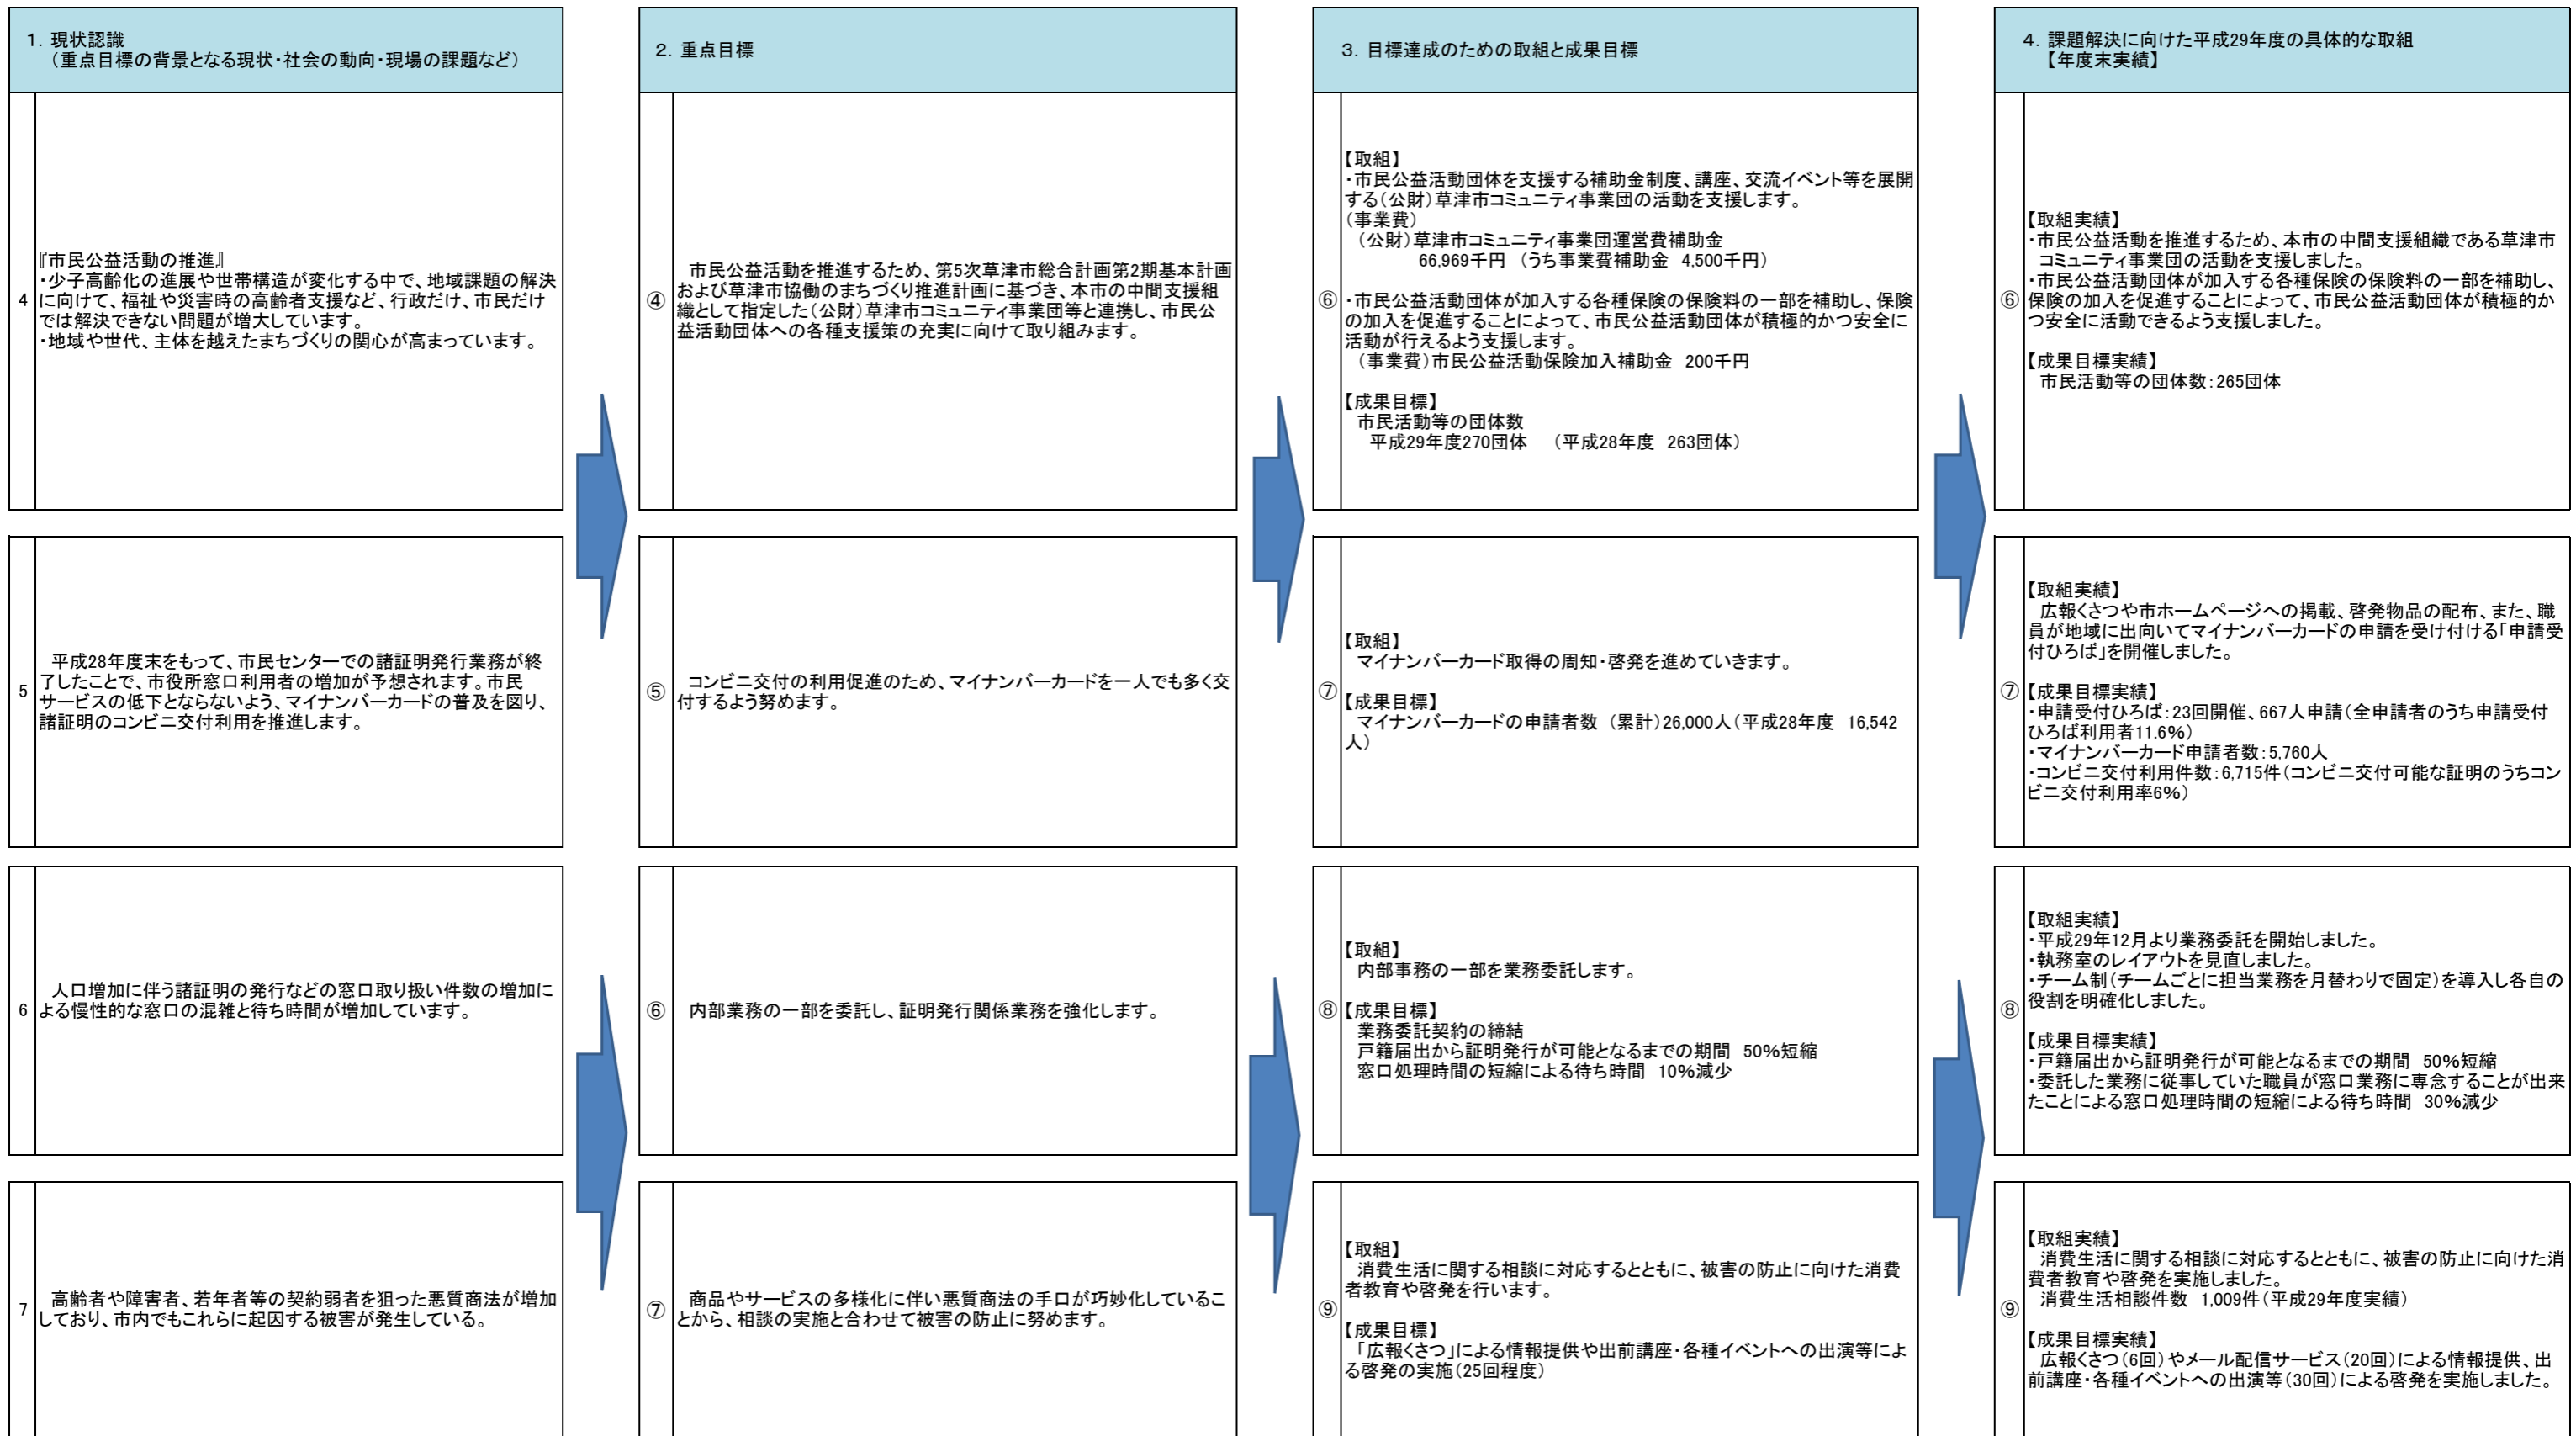 １．現状認識
（重点目標の背景となる現状・社会の動向・現場の課題など）
２．重点目標
３．目標達成のための取組と成果目標
４．課題解決に向けた平成29年度の具体的な取組
【年度末実績】
4
『市民公益活動の推進』
・少子高齢化の進展や世帯構造が変化する中で、地域課題の解決
に向けて、福祉や災害時の高齢者支援など、行政だけ、市民だけ
では解決できない問題が増大しています。
・地域や世代、主体を越えたまちづくりの関心が高まっています。
④
市民公益活動を推進するため、第5次草津市総合計画第2期基本計画
および草津市協働のまちづくり推進計画に基づき、本市の中間支援組
織として指定した（公財）草津市コミュニティ事業団等と連携し、市民公
益活動団体への各種支援策の充実に向けて取り組みます。
⑥
【取組】
・市民公益活動団体を支援する補助金制度、講座、交流イベント等を展開
する（公財）草津市コミュニティ事業団の活動を支援します。
（事業費）
（公財）草津市コミュニティ事業団運営費補助金
66,969千円　（うち事業費補助金　4,500千円）
・市民公益活動団体が加入する各種保険の保険料の一部を補助し、保険
の加入を促進することによって、市民公益活動団体が積極的かつ安全に
活動が行えるよう支援します。
（事業費）市民公益活動保険加入補助金　200千円
【成果目標】
市民活動等の団体数
平成29年度270団体　　（平成28年度　263団体）
⑥
【取組実績】
・市民公益活動を推進するため、本市の中間支援組織である草津市
コミュニティ事業団の活動を支援しました。
・市民公益活動団体が加入する各種保険の保険料の一部を補助し、
保険の加入を促進することによって、市民公益活動団体が積極的か
つ安全に活動できるよう支援しました。
【成果目標実績】
市民活動等の団体数：265団体
5
平成28年度末をもって、市民センターでの諸証明発行業務が終
了したことで、市役所窓口利用者の増加が予想されます。市民
サービスの低下とならないよう、マイナンバーカードの普及を図り、
諸証明のコンビニ交付利用を推進します。
⑤
コンビニ交付の利用促進のため、マイナンバーカードを一人でも多く交
付するよう努めます。
⑦
【取組】
マイナンバーカード取得の周知・啓発を進めていきます。
【成果目標】
マイナンバーカードの申請者数　（累計）26,000人（平成28年度　16,542
人）
⑦
【取組実績】
広報くさつや市ホームページへの掲載、啓発物品の配布、また、職
員が地域に出向いてマイナンバーカードの申請を受け付ける「申請受
付ひろば」を開催しました。
【成果目標実績】
・申請受付ひろば：23回開催、667人申請（全申請者のうち申請受付
ひろば利用者11.6％）
・マイナンバーカード申請者数：5,760人
・コンビニ交付利用件数：6,715件（コンビニ交付可能な証明のうちコン
ビニ交付利用率6％）
6
人口増加に伴う諸証明の発行などの窓口取り扱い件数の増加に
よる慢性的な窓口の混雑と待ち時間が増加しています。
⑥
内部業務の一部を委託し、証明発行関係業務を強化します。
⑧
【取組】
内部事務の一部を業務委託します。
【成果目標】
業務委託契約の締結
戸籍届出から証明発行が可能となるまでの期間　50％短縮
窓口処理時間の短縮による待ち時間　10％減少
⑧
【取組実績】
・平成29年12月より業務委託を開始しました。
・執務室のレイアウトを見直しました。
・チーム制（チームごとに担当業務を月替わりで固定）を導入し各自の
役割を明確化しました。
【成果目標実績】
・戸籍届出から証明発行が可能となるまでの期間　50％短縮
・委託した業務に従事していた職員が窓口業務に専念することが出来
たことによる窓口処理時間の短縮による待ち時間　30％減少
7
高齢者や障害者、若年者等の契約弱者を狙った悪質商法が増加
しており、市内でもこれらに起因する被害が発生している。
⑦
商品やサービスの多様化に伴い悪質商法の手口が巧妙化しているこ
とから、相談の実施と合わせて被害の防止に努めます。
⑨
【取組】
消費生活に関する相談に対応するとともに、被害の防止に向けた消費
者教育や啓発を行います。
【成果目標】
「広報くさつ」による情報提供や出前講座・各種イベントへの出演等によ
る啓発の実施（25回程度）
⑨
【取組実績】
消費生活に関する相談に対応するとともに、被害の防止に向けた消
費者教育や啓発を実施しました。
消費生活相談件数　1,009件（平成29年度実績）
【成果目標実績】
広報くさつ（6回）やメール配信サービス（20回）による情報提供、出
前講座・各種イベントへの出演等（30回）による啓発を実施しました。